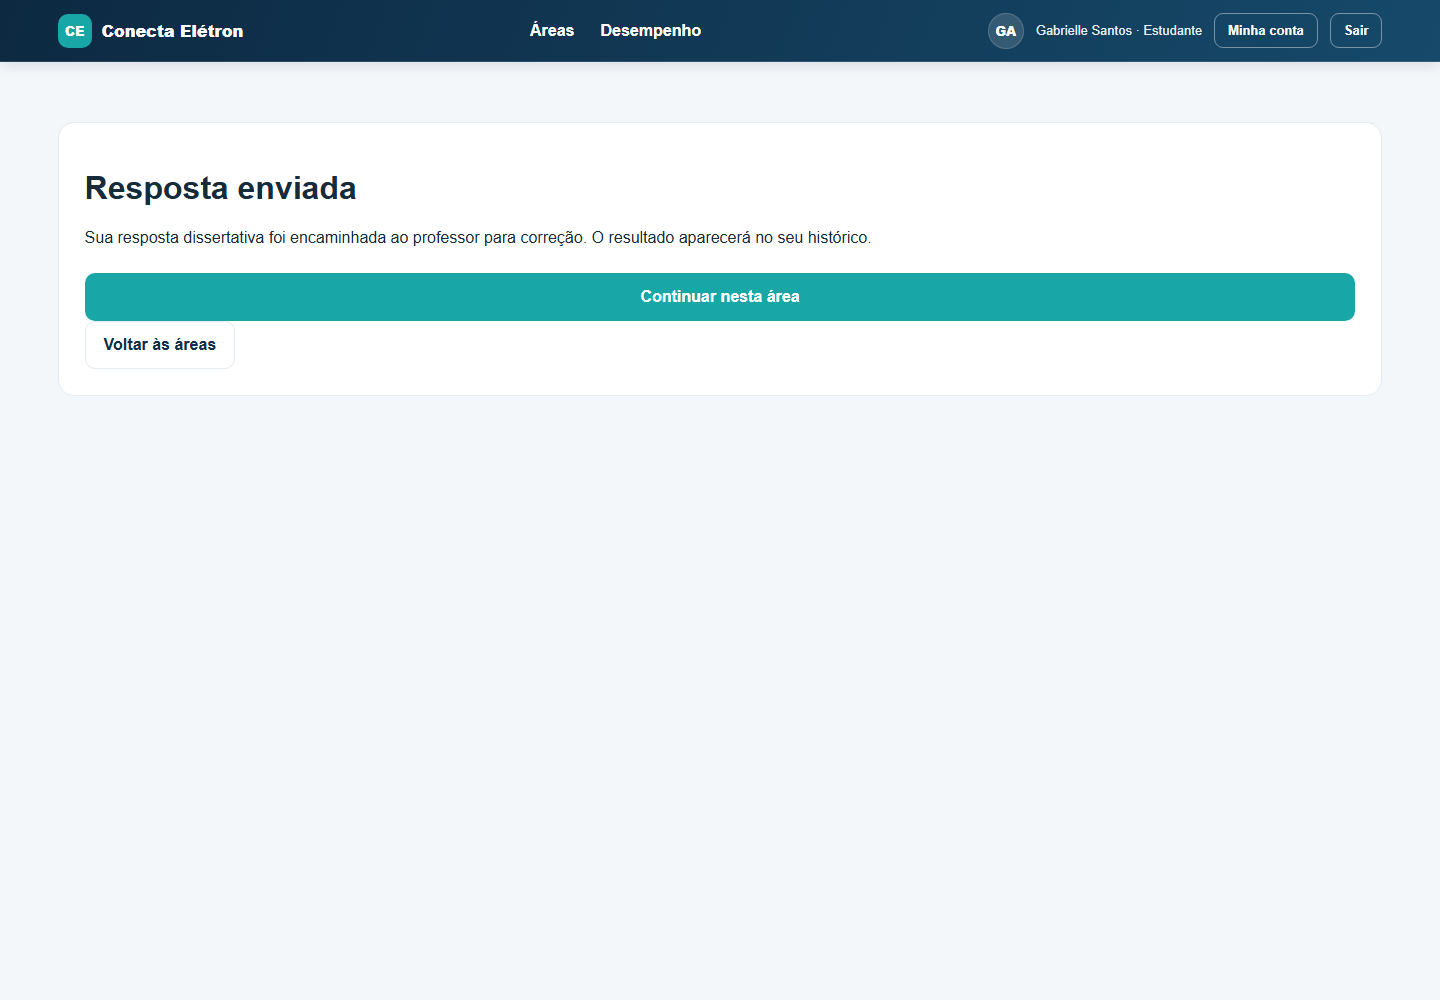 CE Conecta Elétron
Áreas Desempenho
GA Gabrielle Santos · Estudante Minha conta Sair
Resposta enviada
Sua resposta dissertativa foi encaminhada ao professor para correção. O resultado aparecerá no seu histórico.
Continuar nesta área
Voltar às áreas